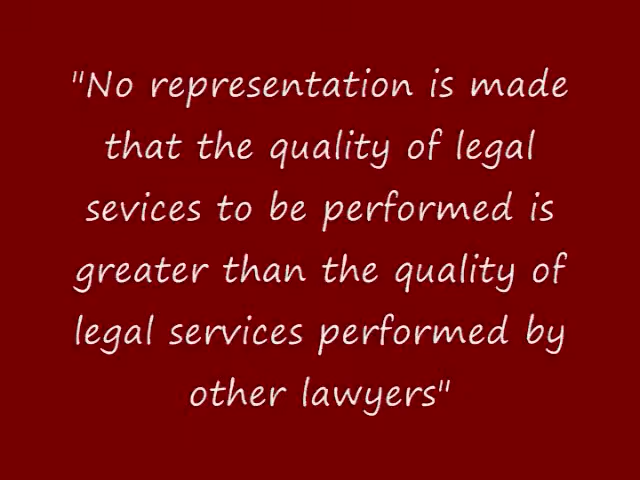 "No representation is made
that the quality of legal
sevices to be performed is
greater than the quality of
legal services performed by
other lawyers"